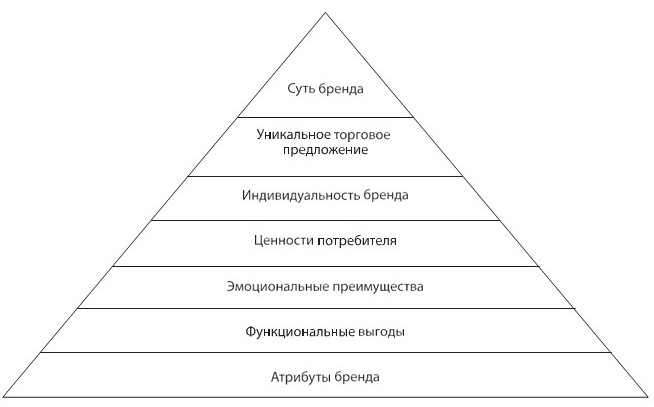 Суть бренда
Уникальное торговое
предложение
Индивидуальность бренда
Ценности потребителя
Эмоциональные преимущества
Функциональные выгоды
Атрибуты бренда